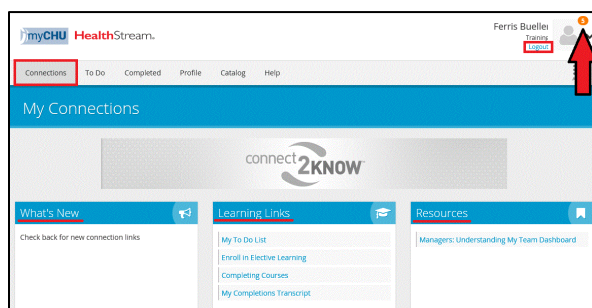 myCHU HealthStream.
Ferris Bueller
5
Training
Logout
Connections To Do Completed Profile Catalog Help
My Connections
connect2KNOW
What's New
Learning Links
Resources
Check back for new connection links
My To Do List
Enroll in Elective Learning
Completing Courses
My Completions Transcript
Managers: Understanding My Team Dashboard